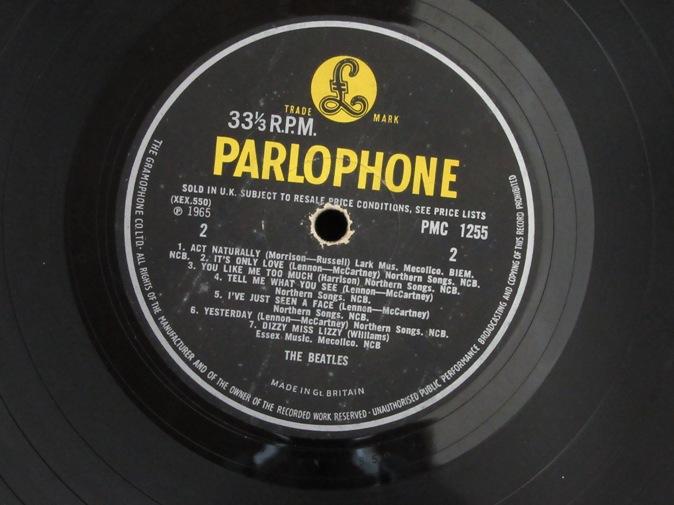 £
TRADE MARK
33⅓ R.P.M.
PARLOPHONE
SOLD IN U.K. SUBJECT TO RESALE PRICE CONDITIONS, SEE PRICE LISTS
(XEX.550)
℗ 1965
PMC 1255
2
2
1. ACT NATURALLY (Morrison—Russell) Lark Mus. Mecolico. BIEM.
NCB. 2. IT'S ONLY LOVE (Lennon—McCartney) Northern Songs. NCB.
3. YOU LIKE ME TOO MUCH (Harrison) Northern Songs. NCB.
4. TELL ME WHAT YOU SEE (Lennon—McCartney)
Northern Songs. NCB.
5. I'VE JUST SEEN A FACE (Lennon—McCartney)
Northern Songs. NCB.
6. YESTERDAY (Lennon—McCartney) Northern Songs. NCB.
7. DIZZY MISS LIZZY (Williams)
Essex Music. Mecolico. NCB
THE BEATLES
MADE IN GT. BRITAIN
THE GRAMOPHONE CO. LTD. · ALL RIGHTS OF THE MANUFACTURER AND OF THE OWNER OF THE RECORDED WORK RESERVED · UNAUTHORISED PUBLIC PERFORMANCE BROADCASTING AND COPYING OF THIS RECORD PROHIBITED